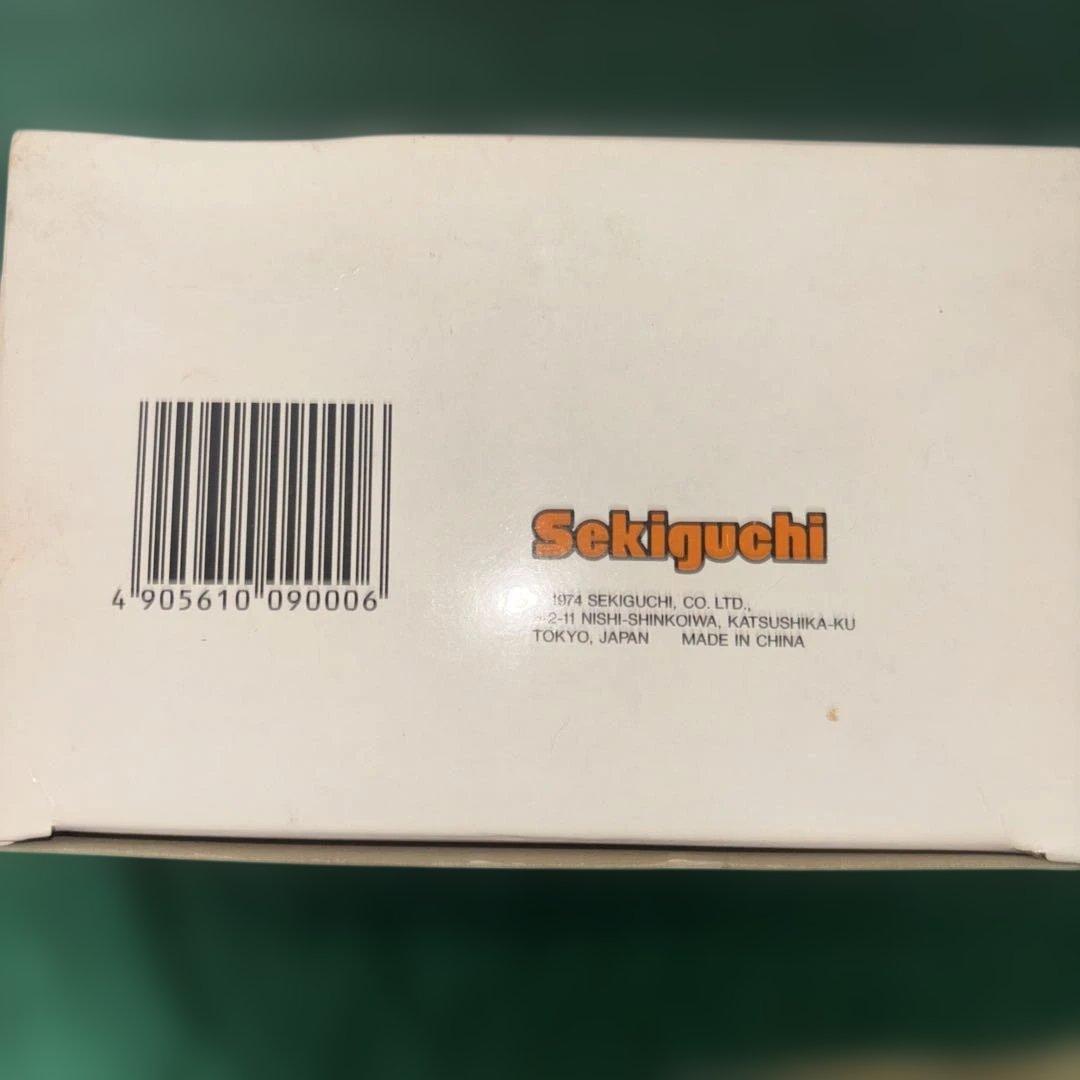 4 905610 090006
Sekiguchi
1974 SEKIGUCHI, CO. LTD.,
2-11 NISHI-SHINKOIWA, KATSUSHIKA-KU
TOKYO, JAPAN MADE IN CHINA